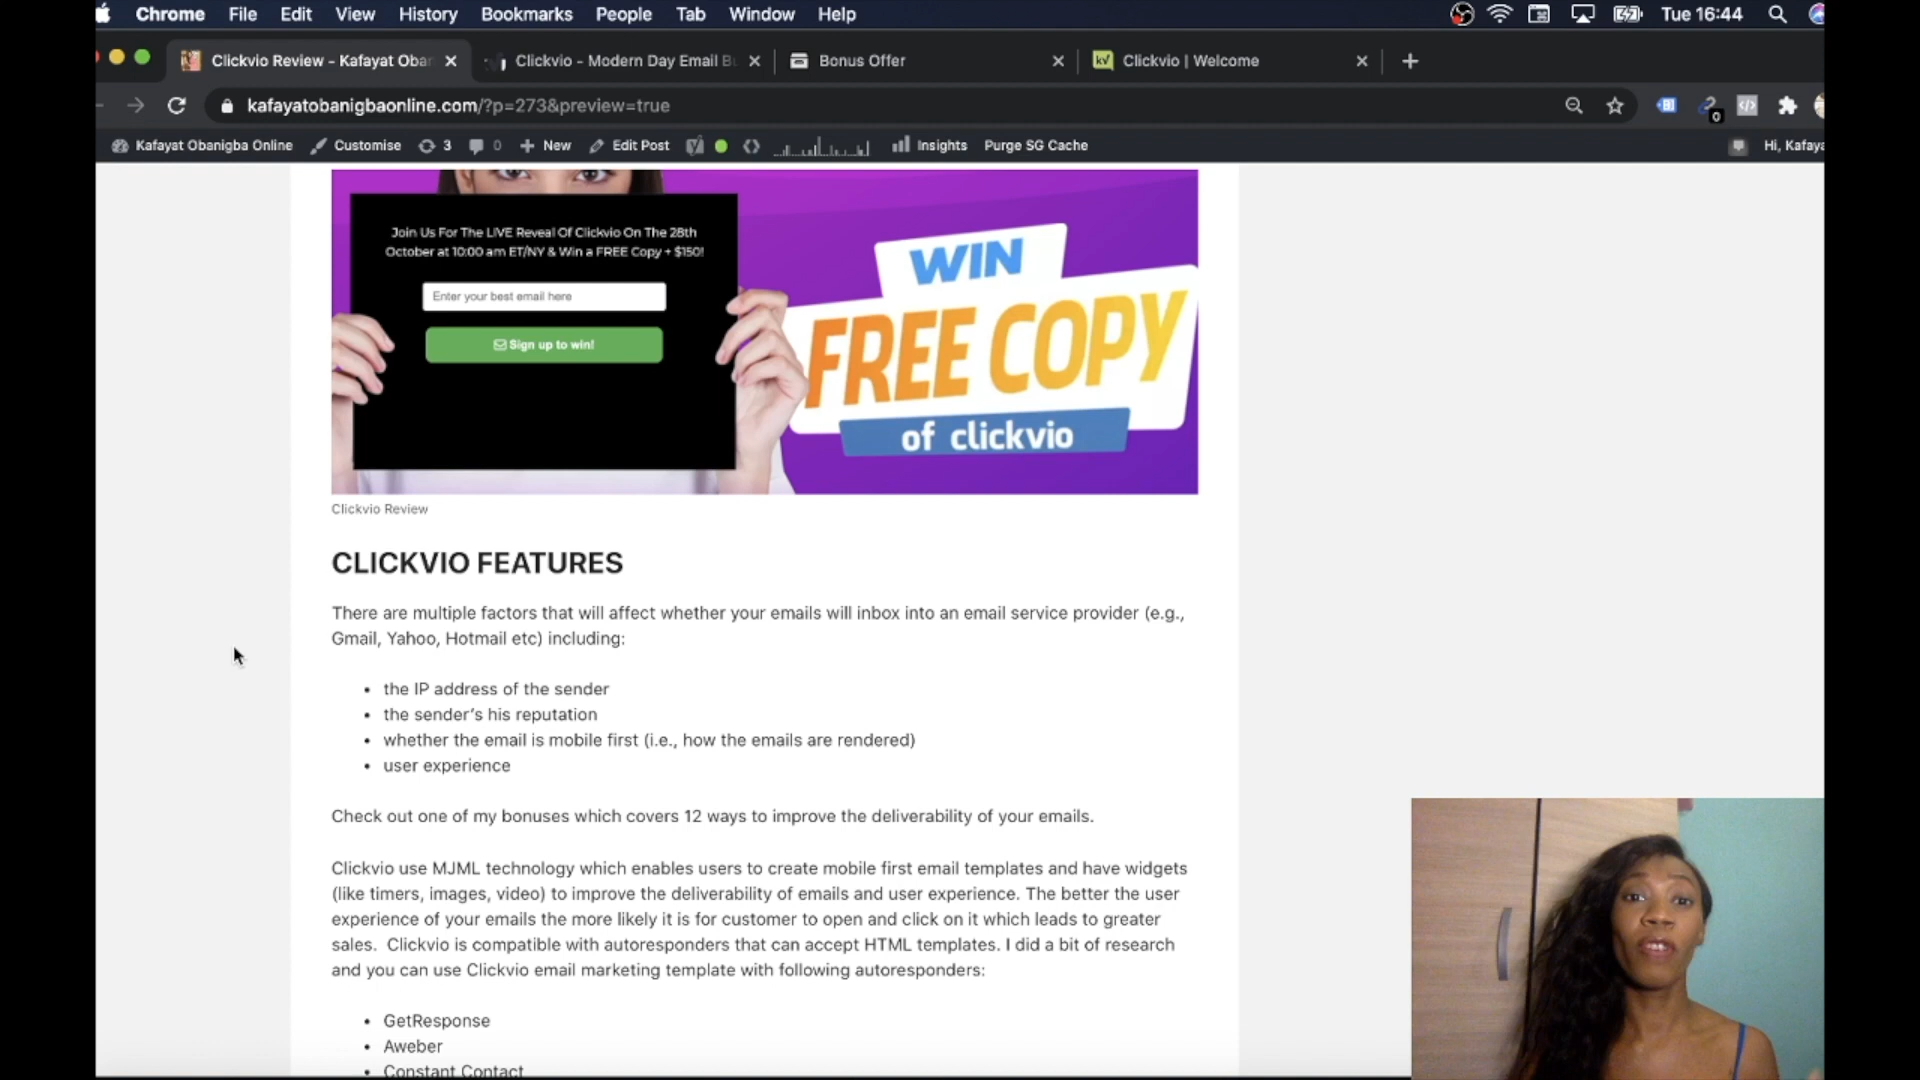 Chrome File Edit View History Bookmarks People Tab Window Help Tue 16:44
Clickvio Review - Kafayat Oba Clickvio - Modern Day Email B Bonus Offer kv Clickvio | Welcome
kafayatobanigbaonline.com/?p=273&preview=true 0
Kafayat Obanigba Online Customise 3 0 New Edit Post Insights Purge SG Cache Hi, Kafaya
Join Us For The LIVE Reveal Of Clickvio On The 28th
October at 10:00 am ET/NY & Win a FREE Copy + $150!
Enter your best email here
Sign up to win!
WIN
FREE COPY
of clickvio
Clickvio Review
CLICKVIO FEATURES
There are multiple factors that will affect whether your emails will inbox into an email service provider (e.g.,
Gmail, Yahoo, Hotmail etc) including:
• the IP address of the sender
• the sender's his reputation
• whether the email is mobile first (i.e., how the emails are rendered)
• user experience
Check out one of my bonuses which covers 12 ways to improve the deliverability of your emails.
Clickvio use MJML technology which enables users to create mobile first email templates and have widgets
(like timers, images, video) to improve the deliverability of emails and user experience. The better the user
experience of your emails the more likely it is for customer to open and click on it which leads to greater
sales. Clickvio is compatible with autoresponders that can accept HTML templates. I did a bit of research
and you can use Clickvio email marketing template with following autoresponders:
• GetResponse
• Aweber
• Constant Contact